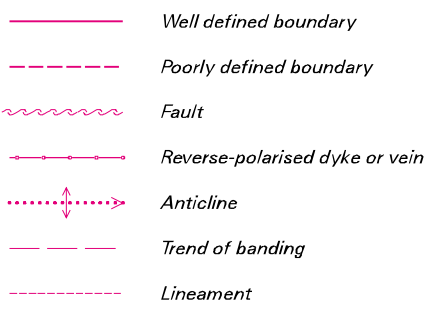 Well defined boundary
Poorly defined boundary
Fault
Reverse-polarised dyke or vein
Anticline
Trend of banding
Lineament